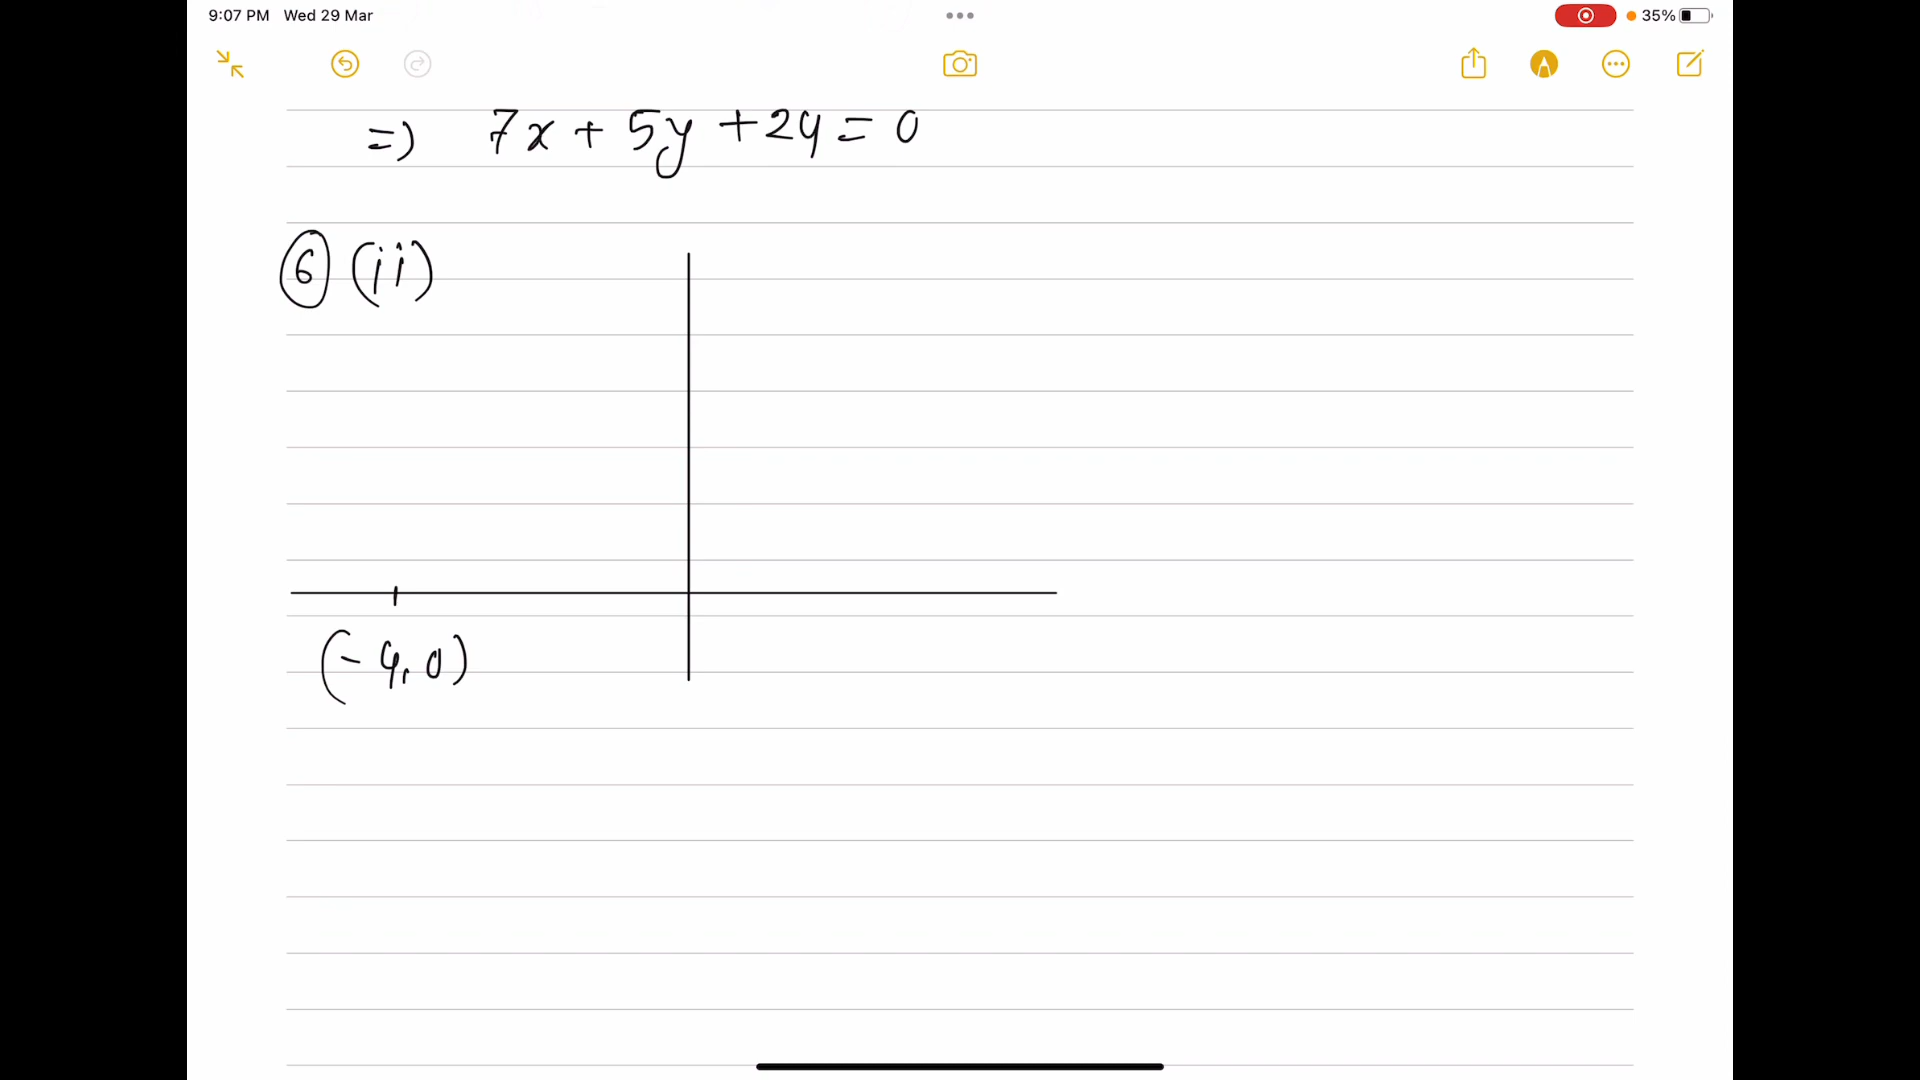 9:07 PM Wed 29 Mar 35%
=) 7x + 5y + 24 = 0
6 (ii)
(- 4, 0)